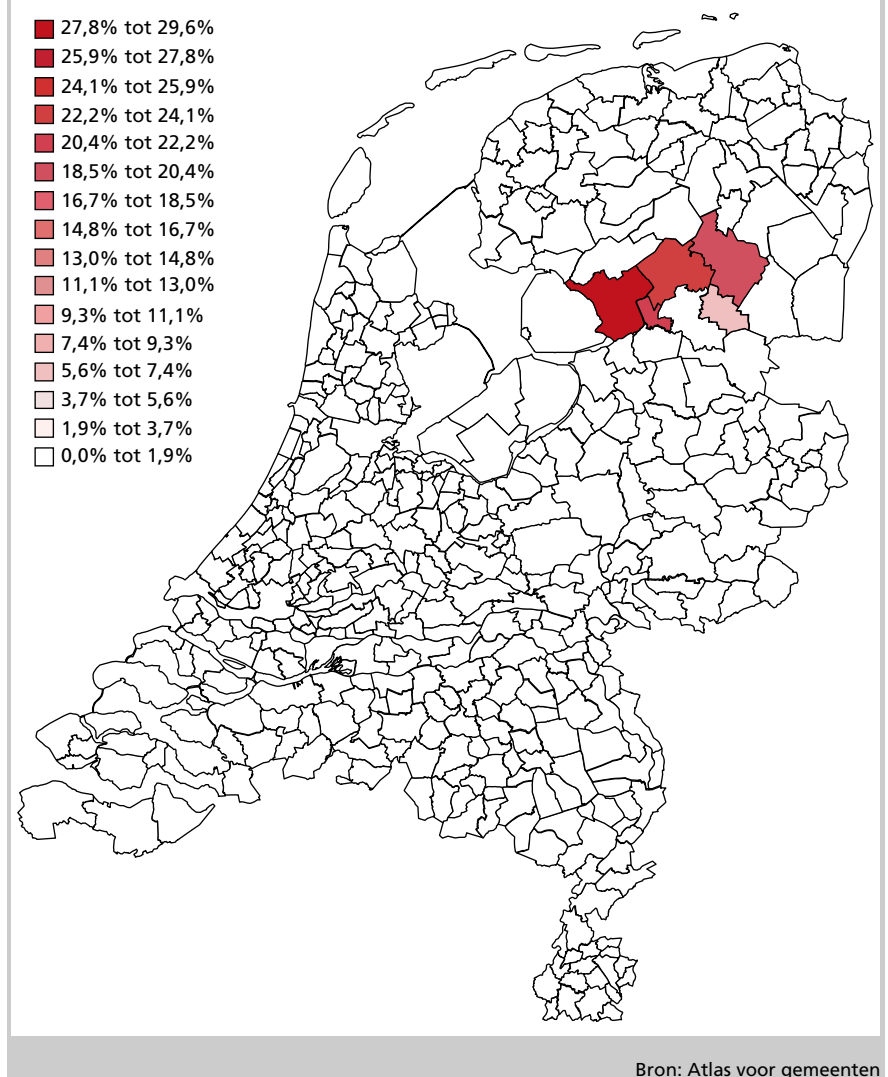 27,8% tot 29,6%
25,9% tot 27,8%
24,1% tot 25,9%
22,2% tot 24,1%
20,4% tot 22,2%
18,5% tot 20,4%
16,7% tot 18,5%
14,8% tot 16,7%
13,0% tot 14,8%
11,1% tot 13,0%
9,3% tot 11,1%
7,4% tot 9,3%
5,6% tot 7,4%
3,7% tot 5,6%
1,9% tot 3,7%
0,0% tot 1,9%
Bron: Atlas voor gemeenten